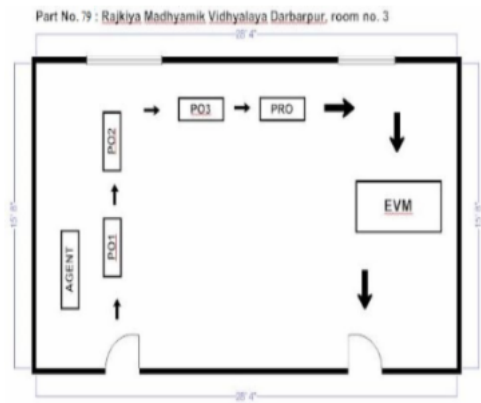 Part No. 79 : Rajkiya Madhyamik Vidhyalaya Darbarpur, room no. 3
PO3
PRO
PO2
EVM
PO1
AGENT